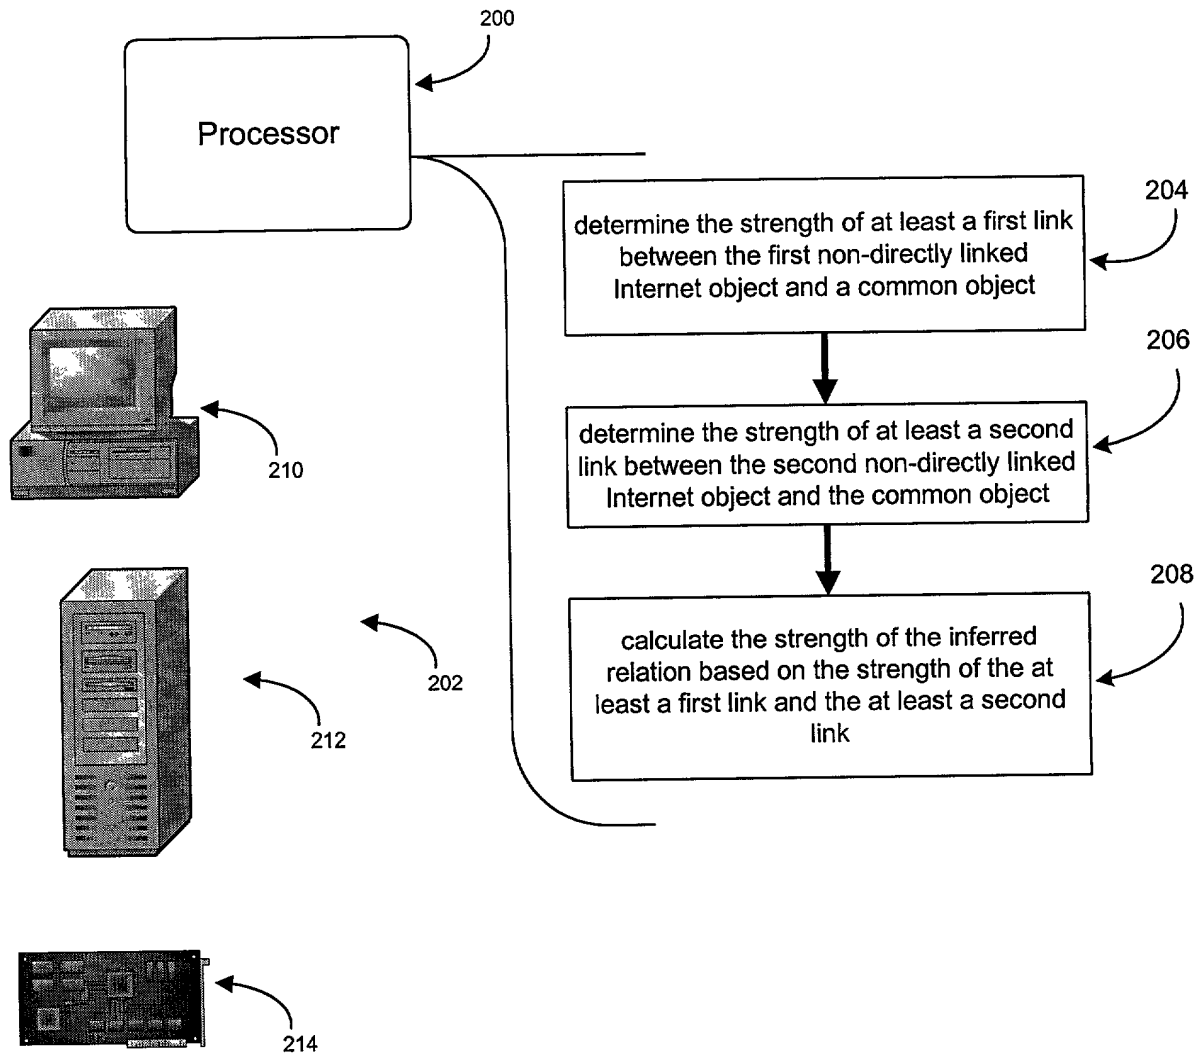 200
Processor
204
determine the strength of at least a first link
between the first non-directly linked
Internet object and a common object
206
determine the strength of at least a second
link between the second non-directly linked
Internet object and the common object
210
208
calculate the strength of the inferred
relation based on the strength of the at
least a first link and the at least a second
link
202
212
214